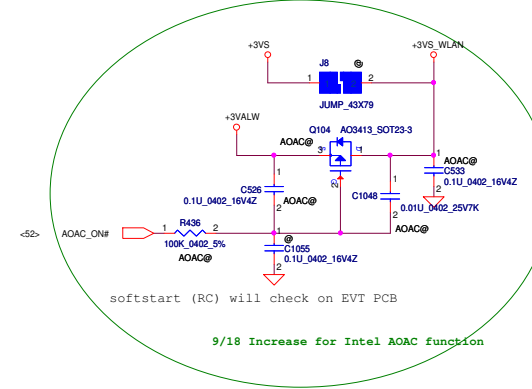 +3VS
J8
@
+3VS_WLAN
1
2
JUMP_43X79
+3VALW
Q104
AO3413_SOT23-3
AOAC@
3
1
1
C526
2
0.1U_0402_16V4Z
AOAC@
1
C1048
2
0.01U_0402_25V7K
AOAC@
1
AOAC@
C533
0.1U_0402_16V4Z
2
<52>
AOAC_ON#
1
R436
2
100K_0402_5%
AOAC@
1
@
C1055
0.1U_0402_16V4Z
2
softstart (RC) will check on EVT PCB
9/18 Increase for Intel AOAC function